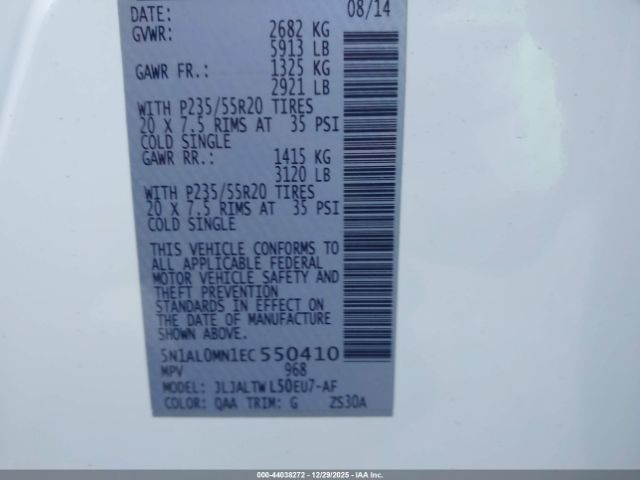 DATE: 08/14
GVWR: 2682 KG
5913 LB
GAWR FR.: 1325 KG
2921 LB
WITH P235/55R20 TIRES
20 X 7.5 RIMS AT 35 PSI
COLD SINGLE
GAWR RR.: 1415 KG
3120 LB
WITH P235/55R20 TIRES
20 X 7.5 RIMS AT 35 PSI
COLD SINGLE
THIS VEHICLE CONFORMS TO
ALL APPLICABLE FEDERAL
MOTOR VEHICLE SAFETY AND
THEFT PREVENTION
STANDARDS IN EFFECT ON
THE DATE OF MANUFACTURE
SHOWN ABOVE.
5N1AL0MN1EC550410
MPV 968
MODEL: JLJALTWL50EU7-AF
COLOR: QAA TRIM: G ZS30A
000-44038272 - 12/29/2025 - IAAI.COM